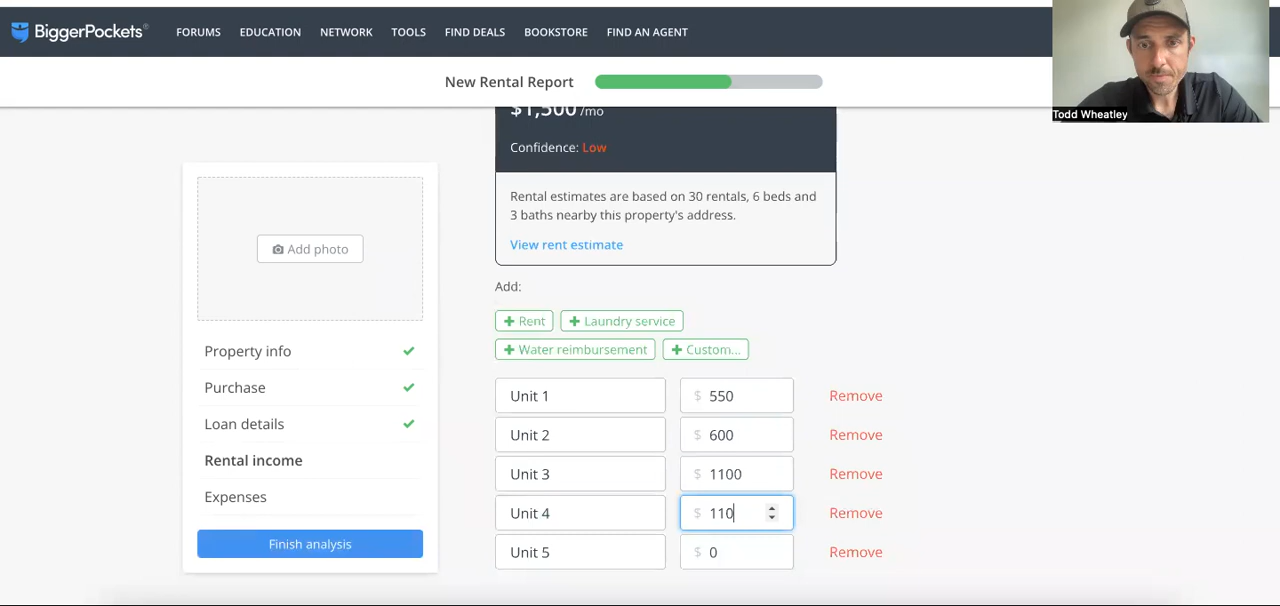 BiggerPockets®
FORUMS EDUCATION NETWORK TOOLS FIND DEALS BOOKSTORE FIND AN AGENT
New Rental Report
Todd Wheatley
$1,500 /mo
Confidence: Low
Rental estimates are based on 30 rentals, 6 beds and
3 baths nearby this property's address.
View rent estimate
Add photo
Property info
Purchase
Loan details
Rental income
Expenses
Finish analysis
Add:
+ Rent + Laundry service
+ Water reimbursement + Custom...
Unit 1 $ 550 Remove
Unit 2 $ 600 Remove
Unit 3 $ 1100 Remove
Unit 4 $ 110 Remove
Unit 5 $ 0 Remove